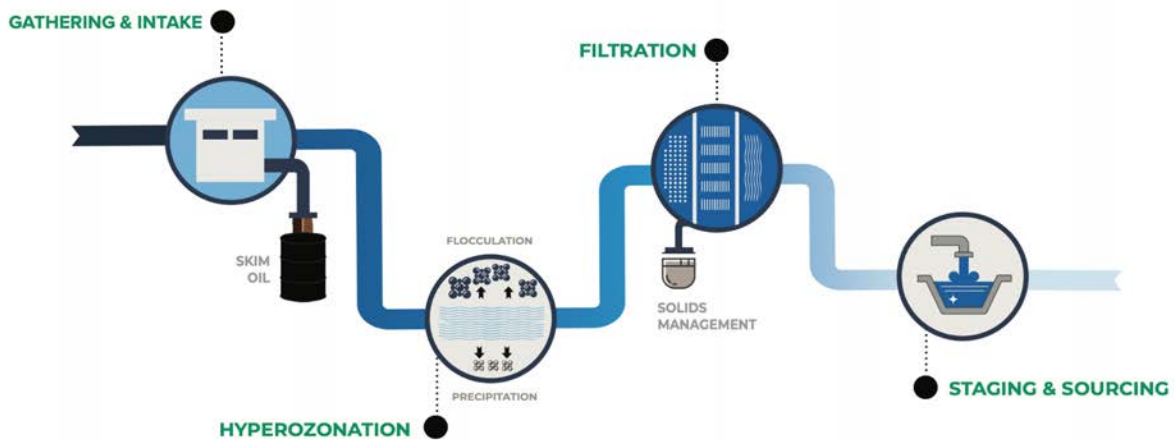 GATHERING & INTAKE
SKIM
OIL
FLOCCULATION
PRECIPITATION
HYPEROZONATION
FILTRATION
SOLIDS
MANAGEMENT
STAGING & SOURCING